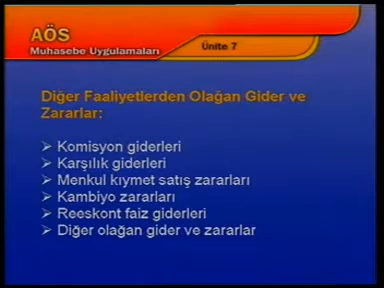 AÖS
Muhasebe Uygulamaları
Ünite 7
Diğer Faaliyetlerden Olağan Gider ve
Zararlar:
➢ Komisyon giderleri
➢ Karşılık giderleri
➢ Menkul kıymet satış zararları
➢ Kambiyo zararları
➢ Reeskont faiz giderleri
➢ Diğer olağan gider ve zararlar